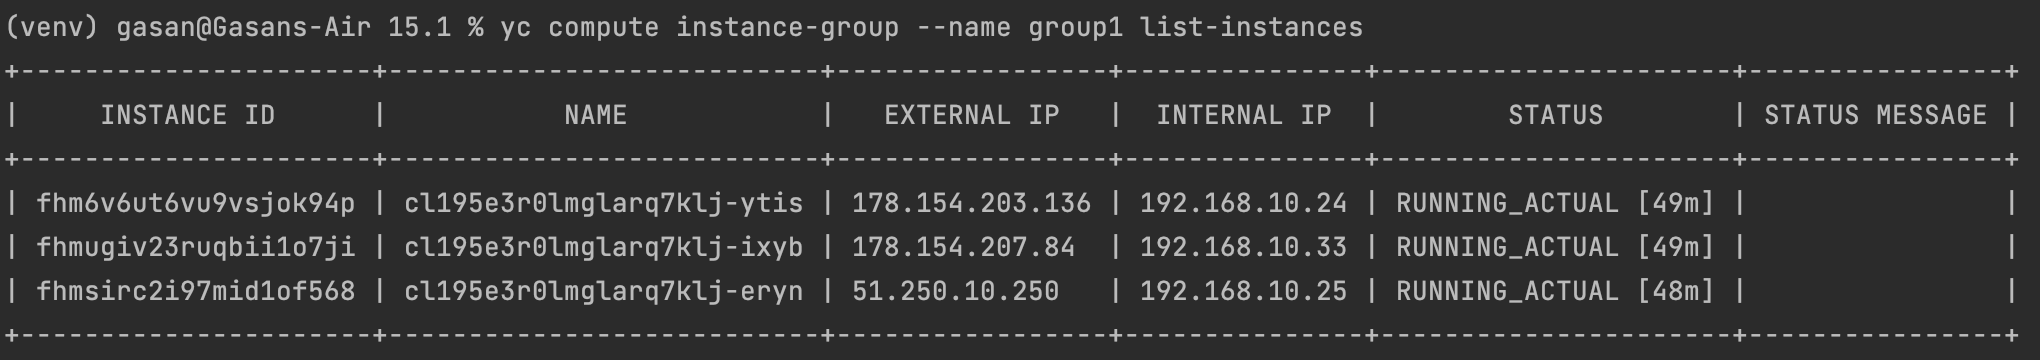 (venv) gasan@Gasans-Air 15.1 % yc compute instance-group --name group1 list-instances
+----------------------+---------------------------+-----------------+---------------+----------------------+----------------+
|     INSTANCE ID      |           NAME            |   EXTERNAL IP   |  INTERNAL IP  |        STATUS        | STATUS MESSAGE |
+----------------------+---------------------------+-----------------+---------------+----------------------+----------------+
| fhm6v6ut6vu9vsjok94p | cl195e3r0lmglarq7klj-ytis | 178.154.203.136 | 192.168.10.24 | RUNNING_ACTUAL [49m] |                |
| fhmugiv23ruqbii1o7ji | cl195e3r0lmglarq7klj-ixyb | 178.154.207.84  | 192.168.10.33 | RUNNING_ACTUAL [49m] |                |
| fhmsirc2i97mid1of568 | cl195e3r0lmglarq7klj-eryn | 51.250.10.250   | 192.168.10.25 | RUNNING_ACTUAL [48m] |                |
+----------------------+---------------------------+-----------------+---------------+----------------------+----------------+